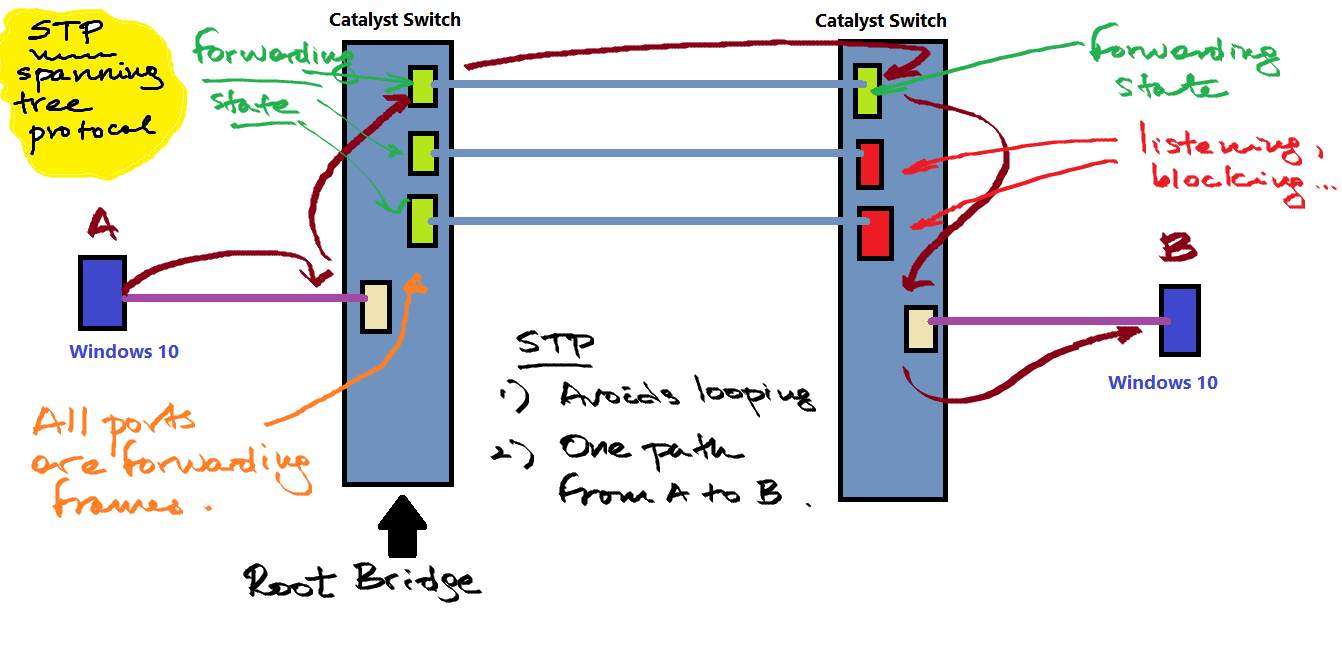 STP
spanning
tree
protocol
Catalyst Switch
Catalyst Switch
forwarding
state
forwarding
state
listening,
blocking...
A
Windows 10
B
Windows 10
All ports
are forwarding
frames.
STP
1) Avoids looping
2) One path
from A to B.
Root Bridge